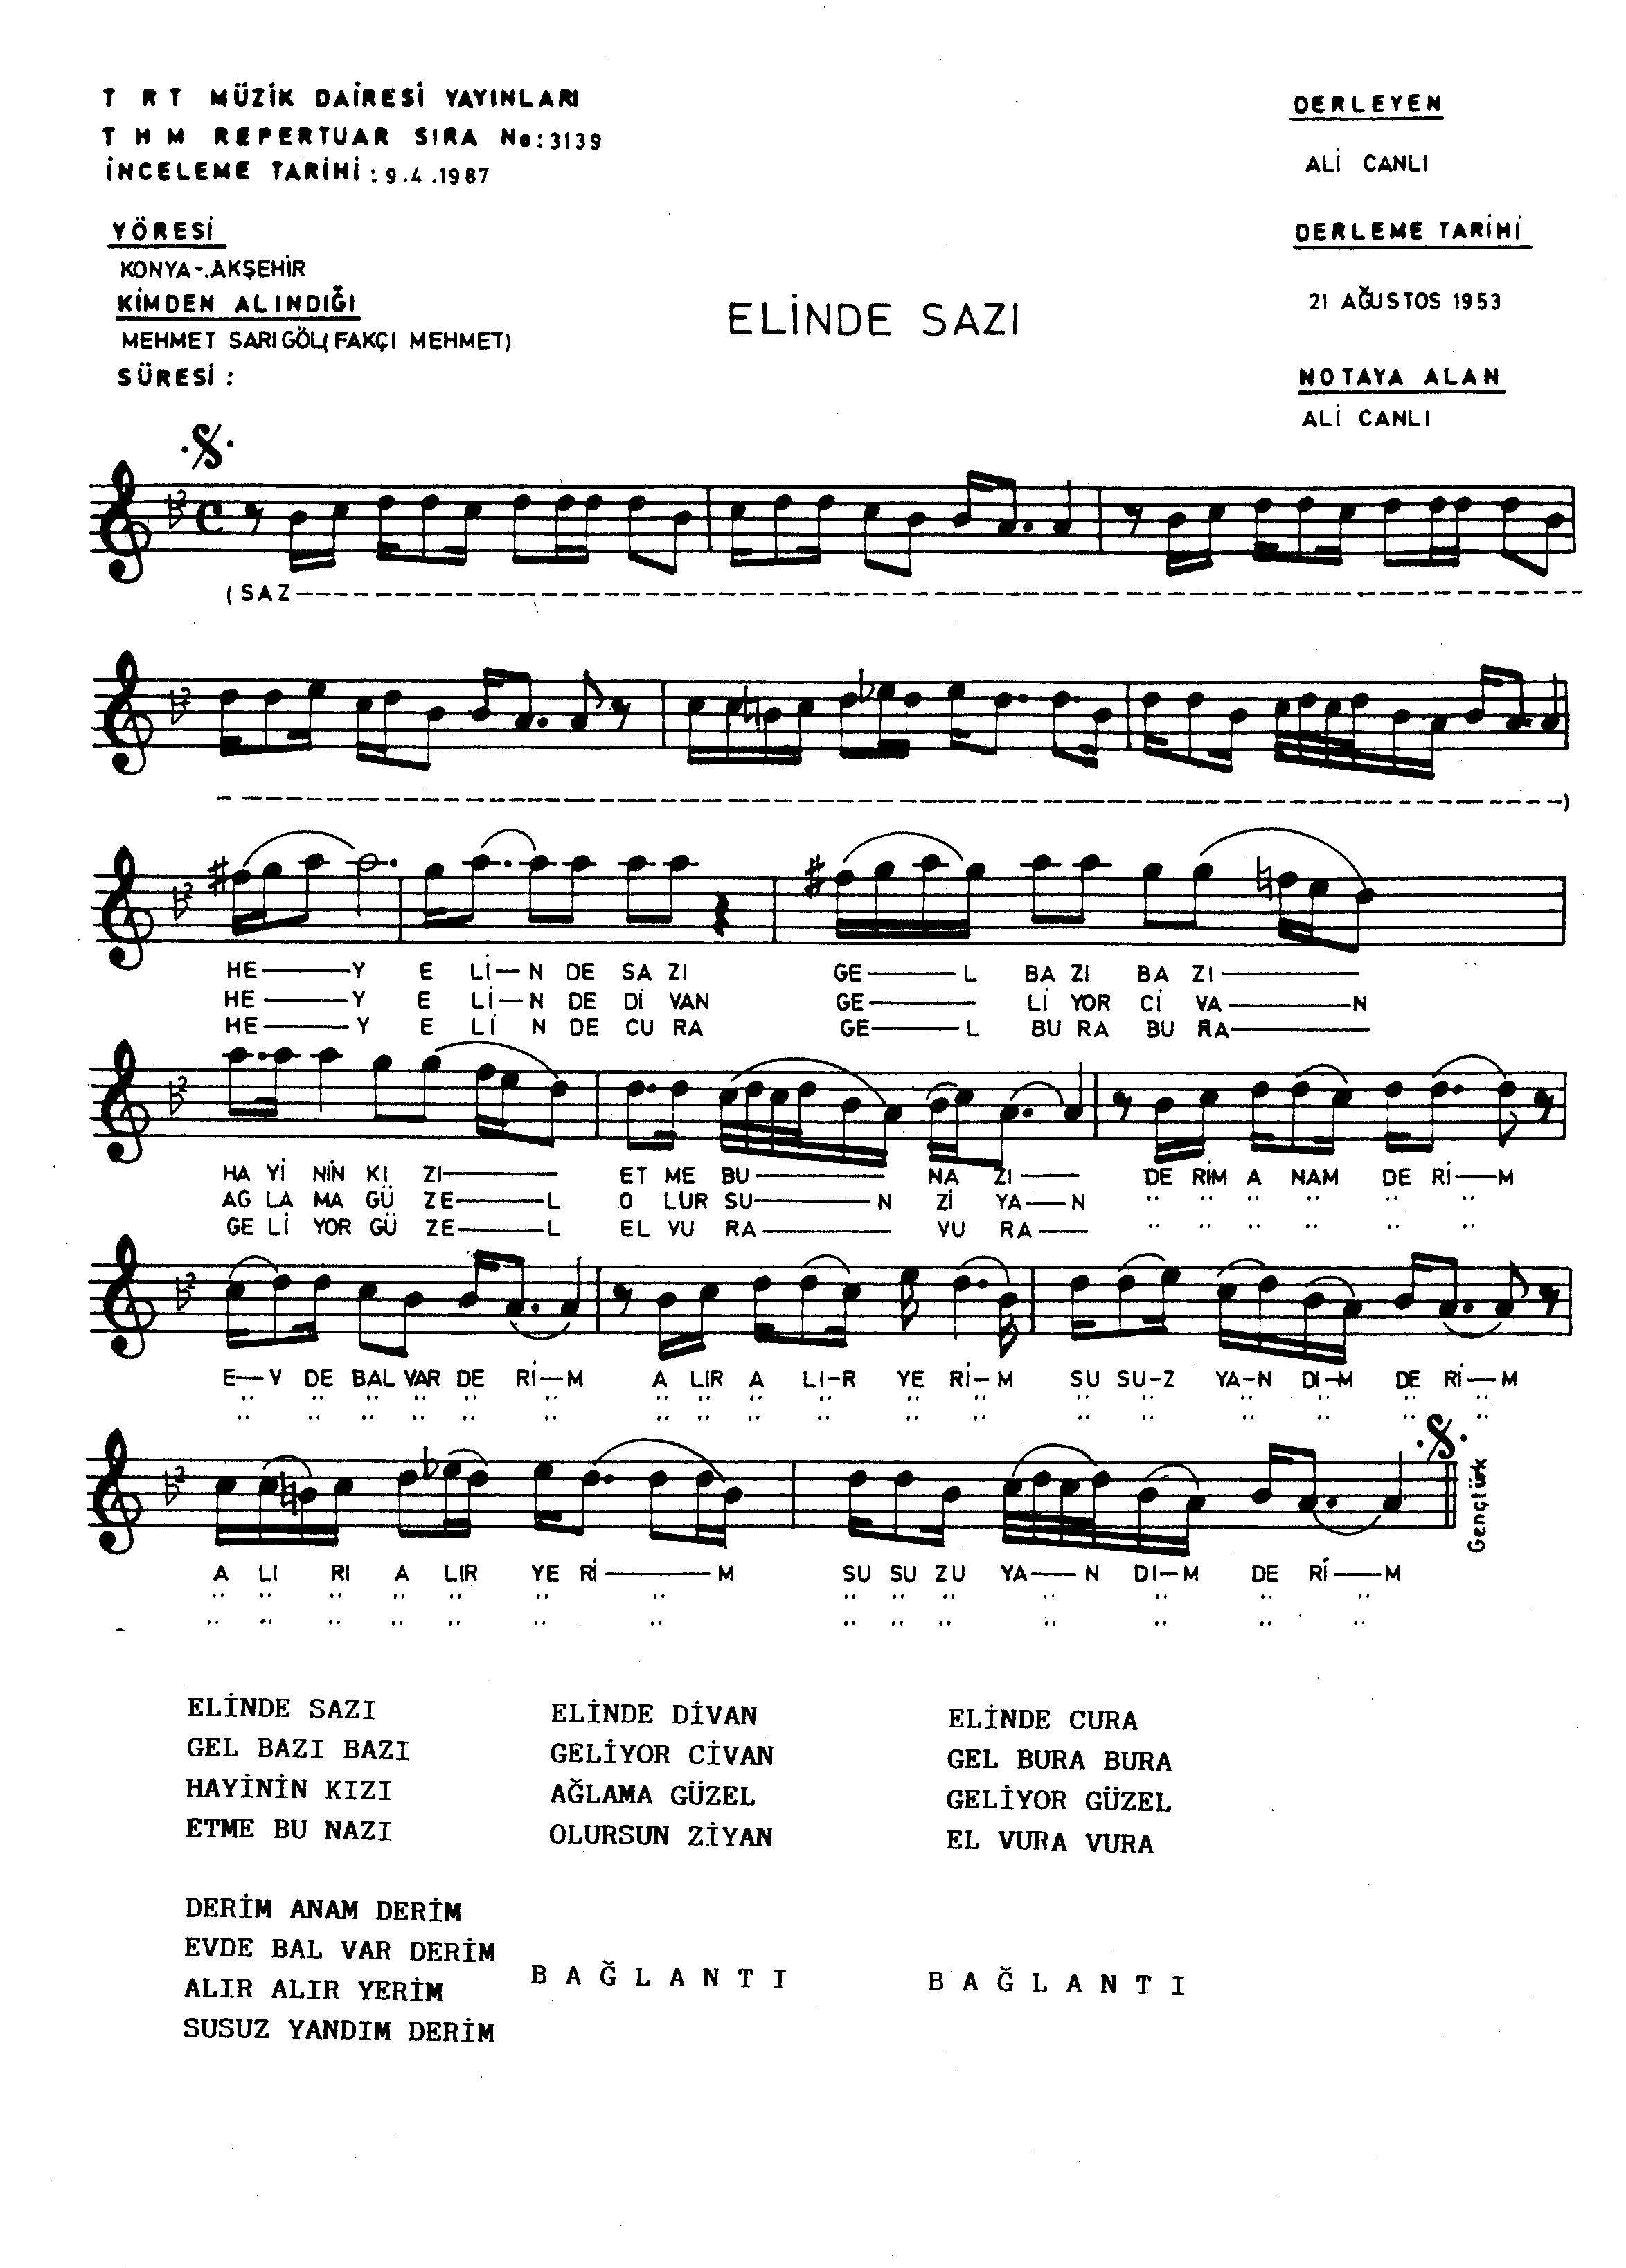 T R T MÜZİK DAİRESİ YAYINLARI
T H M REPERTUAR SIRA No:3139
İNCELEME TARİHİ : 9.4.1987
DERLEYEN
ALİ CANLI
YÖRESİ
KONYA-AKŞEHİR
KİMDEN ALINDIĞI
MEHMET SARIGÖL(FAKÇI MEHMET)
SÜRESİ :
ELİNDE SAZI
DERLEME TARİHİ
21 AĞUSTOS 1953
NOTAYA ALAN
ALİ CANLI
(SAZ--------------------
--------------------)
HE——Y E Lİ—N DE SA ZI GE——L BA ZI BA ZI——
HE——Y E Lİ—N DE Dİ VAN GE—— Lİ YOR Cİ VA——N
HE——Y E Lİ N DE CU RA GE——L BU RA BU RA——
HA Yİ NİN KI ZI—— ET ME BU—— NA ZI—— DE RİM A NAM DE Rİ—M
AG LA MA GÜ ZE——L O LUR SU——N Zİ YA—N " " " " " "
GE Lİ YOR GÜ ZE——L EL VU RA—— VU RA—— " " " " " "
E—V DE BAL VAR DE Rİ—M A LIR A LI-R YE Rİ—M SU SU-Z YA-N DI-M DE Rİ—M
" " " " " " " " " " " " " " " " " "
" " " " " " " " " " " " " " " " " "
A LI RI A LIR YE Rİ——M SU SU ZU YA——N DI—M DE Rİ——M
" " " " " " " " " " " " " "
" " " " " " " " " " " " " "
Gençtürk
ELİNDE SAZI
GEL BAZI BAZI
HAYİNİN KIZI
ETME BU NAZI
ELİNDE DİVAN
GELİYOR CİVAN
AĞLAMA GÜZEL
OLURSUN ZİYAN
ELİNDE CURA
GEL BURA BURA
GELİYOR GÜZEL
EL VURA VURA
DERİM ANAM DERİM
EVDE BAL VAR DERİM
ALIR ALIR YERİM
SUSUZ YANDIM DERİM
B A Ğ L A N T I
B A Ğ L A N T I